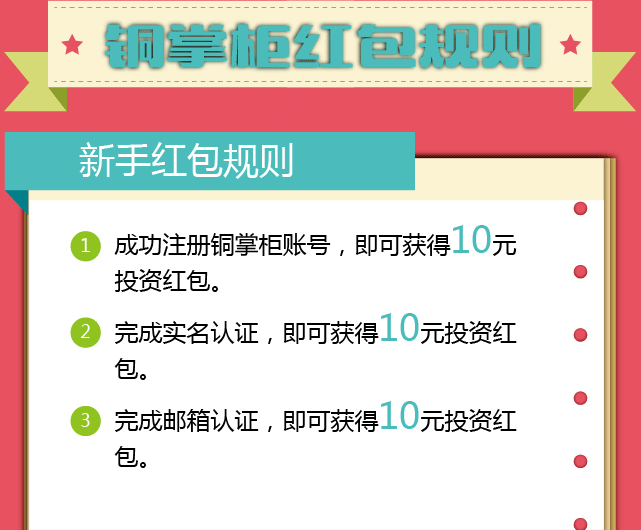 铜掌柜红包规则
新手红包规则
1 成功注册铜掌柜账号，即可获得10元
投资红包。
2 完成实名认证，即可获得10元投资红
包。
3 完成邮箱认证，即可获得10元投资红
包。